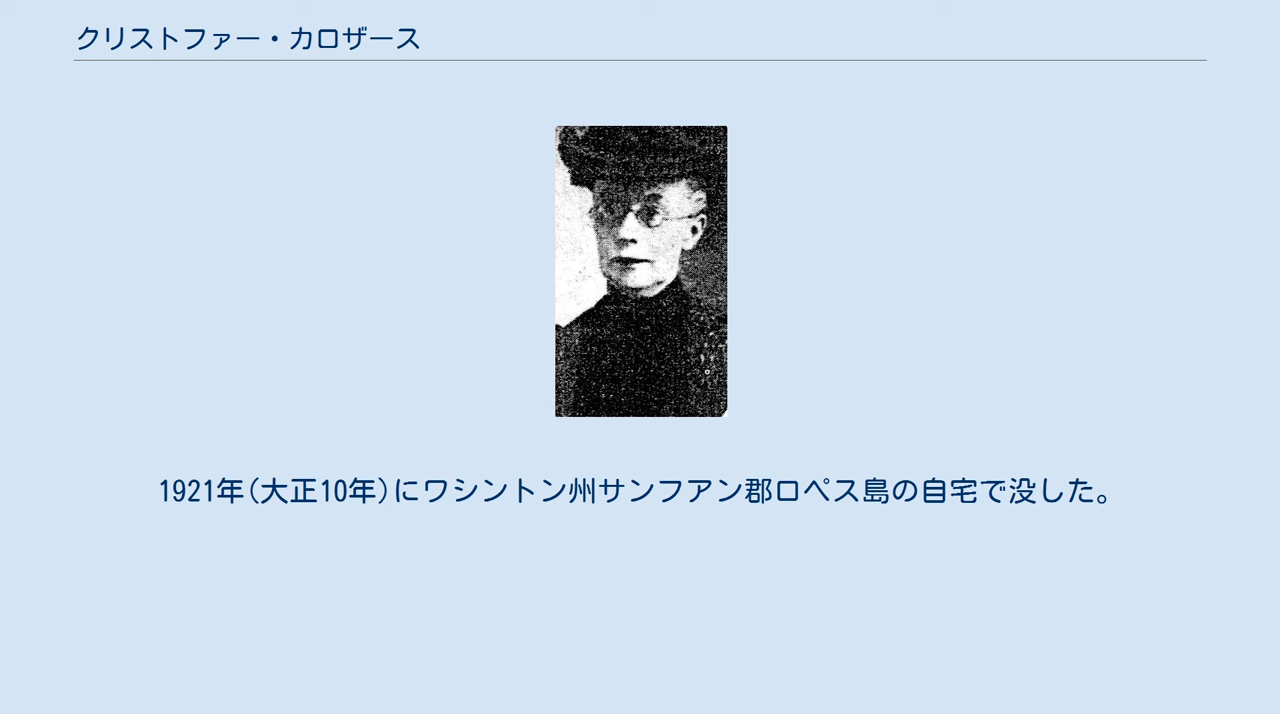 クリストファー・カロザース
1921年(大正10年)にワシントン州サンフアン郡ロペス島の自宅で没した。